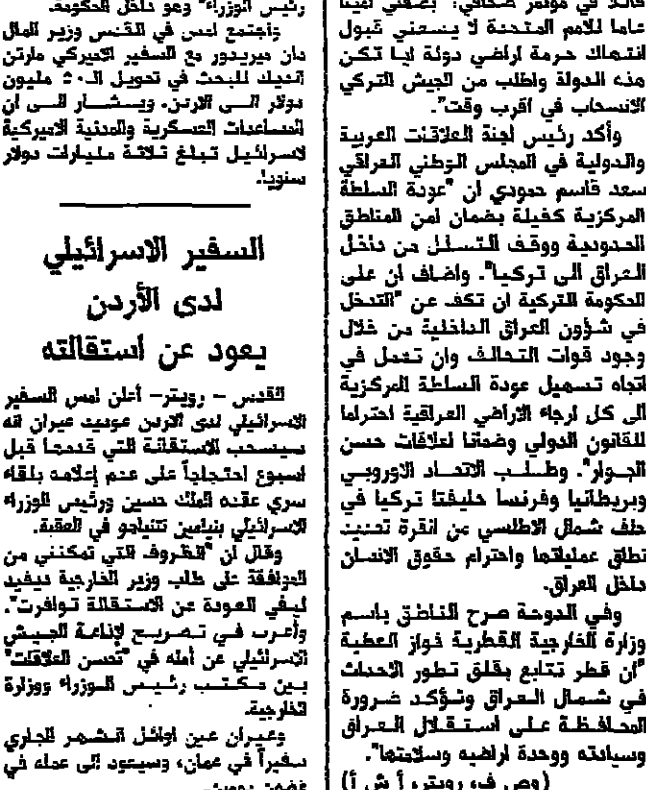 قائلا في مؤتمر صحافي: "بصفتي امينا
عاما للامم المتحدة لا يسعني قبول
انتهاك حرمة اراضي دولة ايا تكن
هذه الدولة واطلب من الجيش التركي
الانسحاب في اقرب وقت".
وأكد رئيس لجنة العلاقات العربية
والدولية في المجلس الوطني العراقي
سعد قاسم حمودي ان "عودة السلطة
المركزية كفيلة بضمان امن المناطق
الحدودية ووقف التسلل من داخل
العراق الى تركيا". واضاف ان على
الحكومة التركية ان تكف عن "التدخل
في شؤون العراق الداخلية من خلال
وجود قوات التحالف وان تعمل في
اتجاه تسهيل عودة السلطة المركزية
الى كل ارجاء الاراضي العراقية احتراما
للقانون الدولي وضمانا لعلاقات حسن
الجوار". وطلب الاتحاد الاوروبي
وبريطانيا وفرنسا حليفتا تركيا في
حلف شمال الاطلسي من انقرة تحديد
نطاق عملياتها واحترام حقوق الانسان
داخل العراق.
وفي الدوحة صرح الناطق باسم
وزارة الخارجية القطرية فواز العطية
"ان قطر تتابع بقلق تطور الاحداث
في شمال العراق وتؤكد ضرورة
المحافظة على استقلال العراق
وسيادته ووحدة اراضيه وسلامتها".
(وص ف، رويتر، أ ش أ)
رئيس الوزراء" وهو داخل الحكومة.
واجتمع امس في القدس وزير المال
دان ميريدور مع السفير الاميركي مارتن
انديك للبحث في تحويل الـ٥٠ مليون
دولار الى الاردن. ويشار الى ان
المساعدات العسكرية والمدنية الاميركية
لاسرائيل تبلغ ثلاثة مليارات دولار
سنويا.
السفير الاسرائيلي
لدى الأردن
يعود عن استقالته
القدس – رويتر– أعلن امس السفير
الاسرائيلي لدى الاردن عوديد عيران انه
سيسحب الاستقالة التي قدمها قبل
اسبوع احتجاجاً على عدم إعلامه بلقاء
سري عقده الملك حسين ورئيس الوزراء
الاسرائيلي بنيامين نتنياهو في العقبة.
وقال ان "الظروف التي تمكنني من
الموافقة على طلب وزير الخارجية ديفيد
ليفي العودة عن الاستقالة توافرت".
وأعرب في تصريح لإذاعة الجيش
الاسرائيلي عن أمله في "تحسن العلاقات"
بين مكتب رئيس الوزراء ووزارة
الخارجية.
وعيران عين اوائل الشهر الجاري
سفيراً في عمان، وسيعود إلى عمله في
غضون